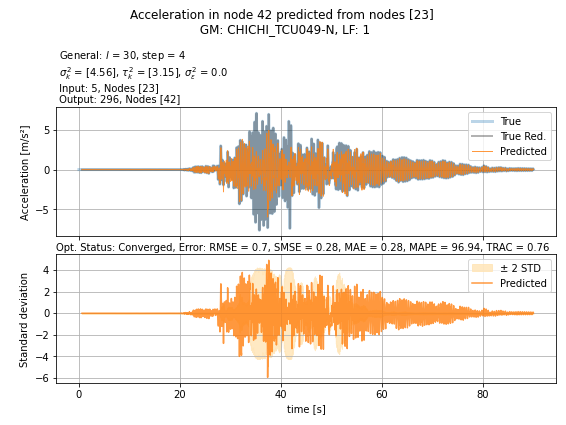 Acceleration in node 42 predicted from nodes [23]
GM: CHICHI_TCU049-N, LF: 1
General: l = 30, step = 4
σ²ₖ = [4.56], τ²ₖ = [3.15], σ²ₑ = 0.0
Input: 5, Nodes [23]
Output: 296, Nodes [42]
Acceleration [m/s²]
5
0
−5
True
True Red.
Predicted
Opt. Status: Converged, Error: RMSE = 0.7, SMSE = 0.28, MAE = 0.28, MAPE = 96.94, TRAC = 0.76
Standard deviation
4
2
0
−2
−4
−6
± 2 STD
Predicted
0 20 40 60 80
time [s]